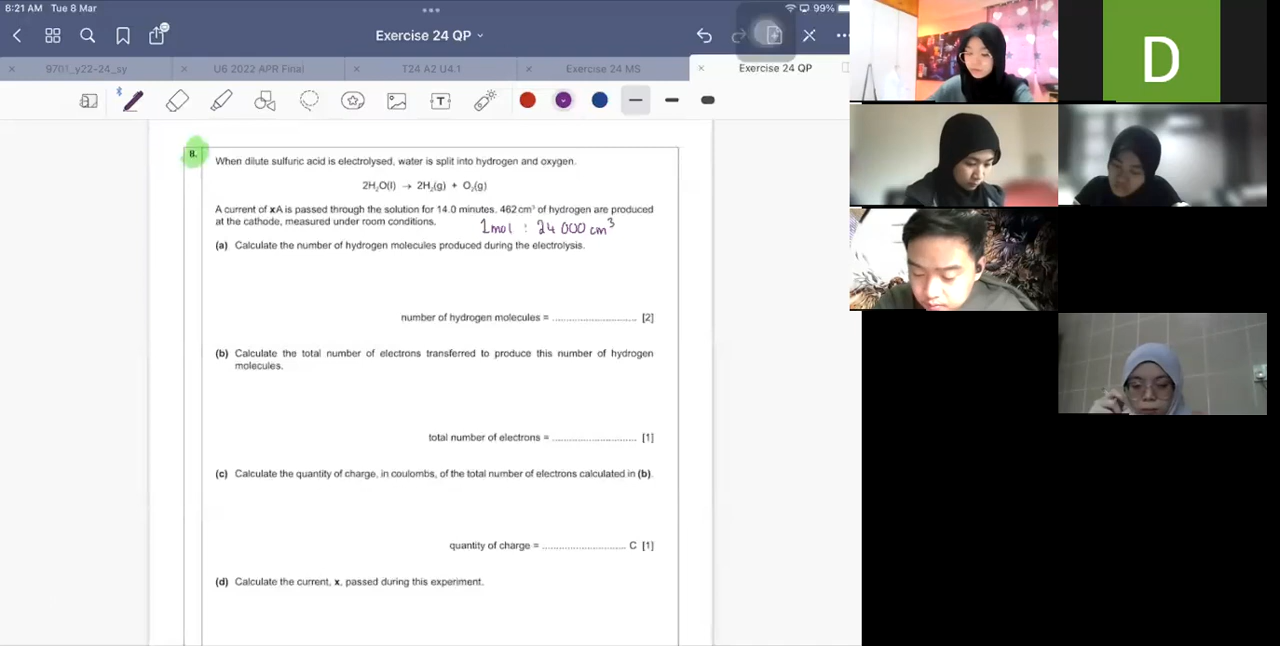 8:21 AM Tue 8 Mar
99%
Exercise 24 QP
9701_y22-24_sy
U6 2022 APR Final
T24 A2 U4.1
Exercise 24 MS
Exercise 24 QP
8.
When dilute sulfuric acid is electrolysed, water is split into hydrogen and oxygen.
2H₂O(l) → 2H₂(g) + O₂(g)
A current of xA is passed through the solution for 14.0 minutes. 462 cm³ of hydrogen are produced
at the cathode, measured under room conditions.
1 mol : 24 000 cm³
(a) Calculate the number of hydrogen molecules produced during the electrolysis.
number of hydrogen molecules = .............................. [2]
(b) Calculate the total number of electrons transferred to produce this number of hydrogen
molecules.
total number of electrons = .............................. [1]
(c) Calculate the quantity of charge, in coulombs, of the total number of electrons calculated in (b).
quantity of charge = .............................. C [1]
(d) Calculate the current, x, passed during this experiment.
D